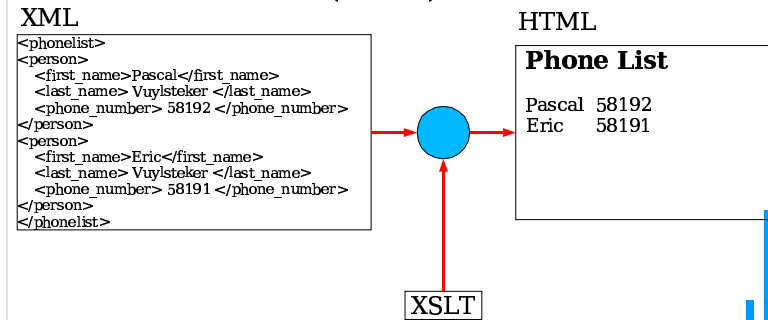 XML
<phonelist>
<person>
<first_name>Pascal</first_name>
<last_name> Vuylsteker </last_name>
<phone_number> 58192 </phone_number>
</person>
<person>
<first_name>Eric</first_name>
<last_name> Vuylsteker </last_name>
<phone_number> 58191 </phone_number>
</person>
</phonelist>
HTML
Phone List
Pascal 58192
Eric 58191
XSLT